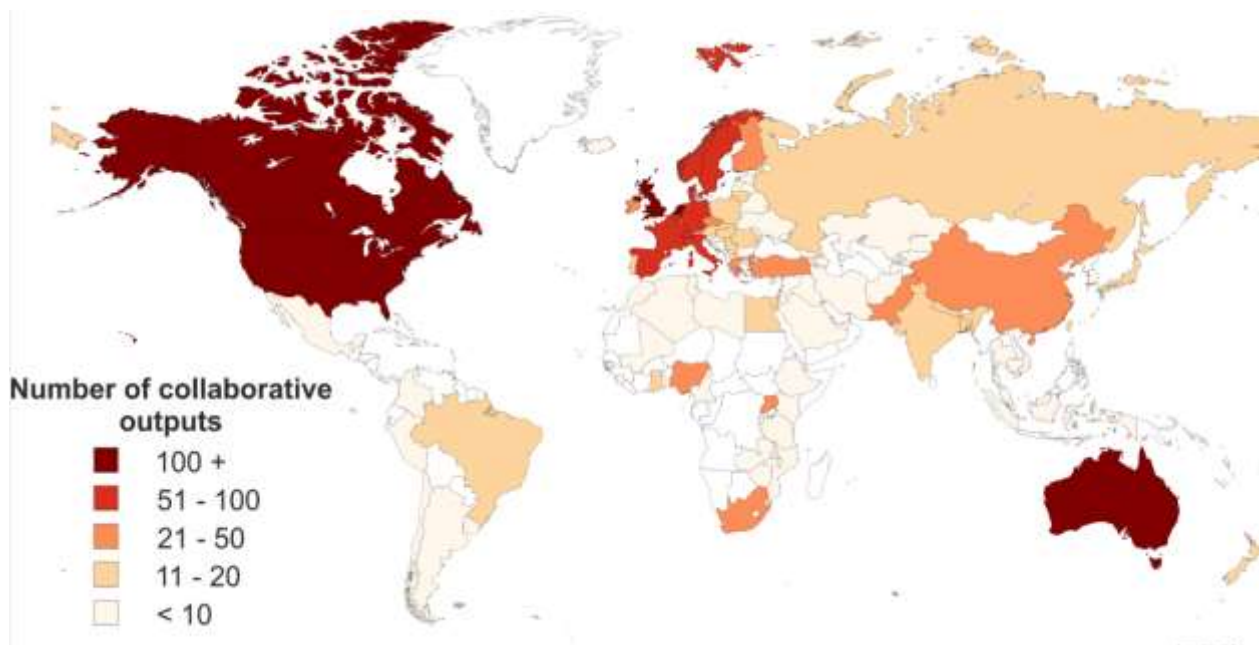 Number of collaborative
outputs
100 +
51 - 100
21 - 50
11 - 20
< 10